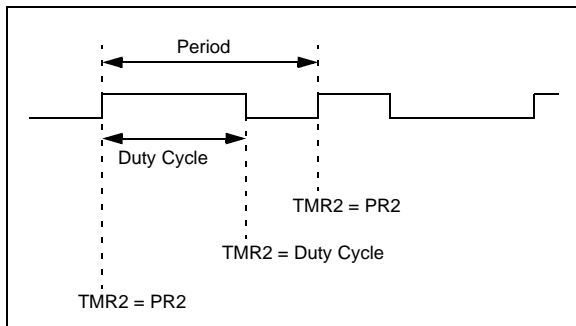 Period
Duty Cycle
TMR2 = PR2
TMR2 = Duty Cycle
TMR2 = PR2